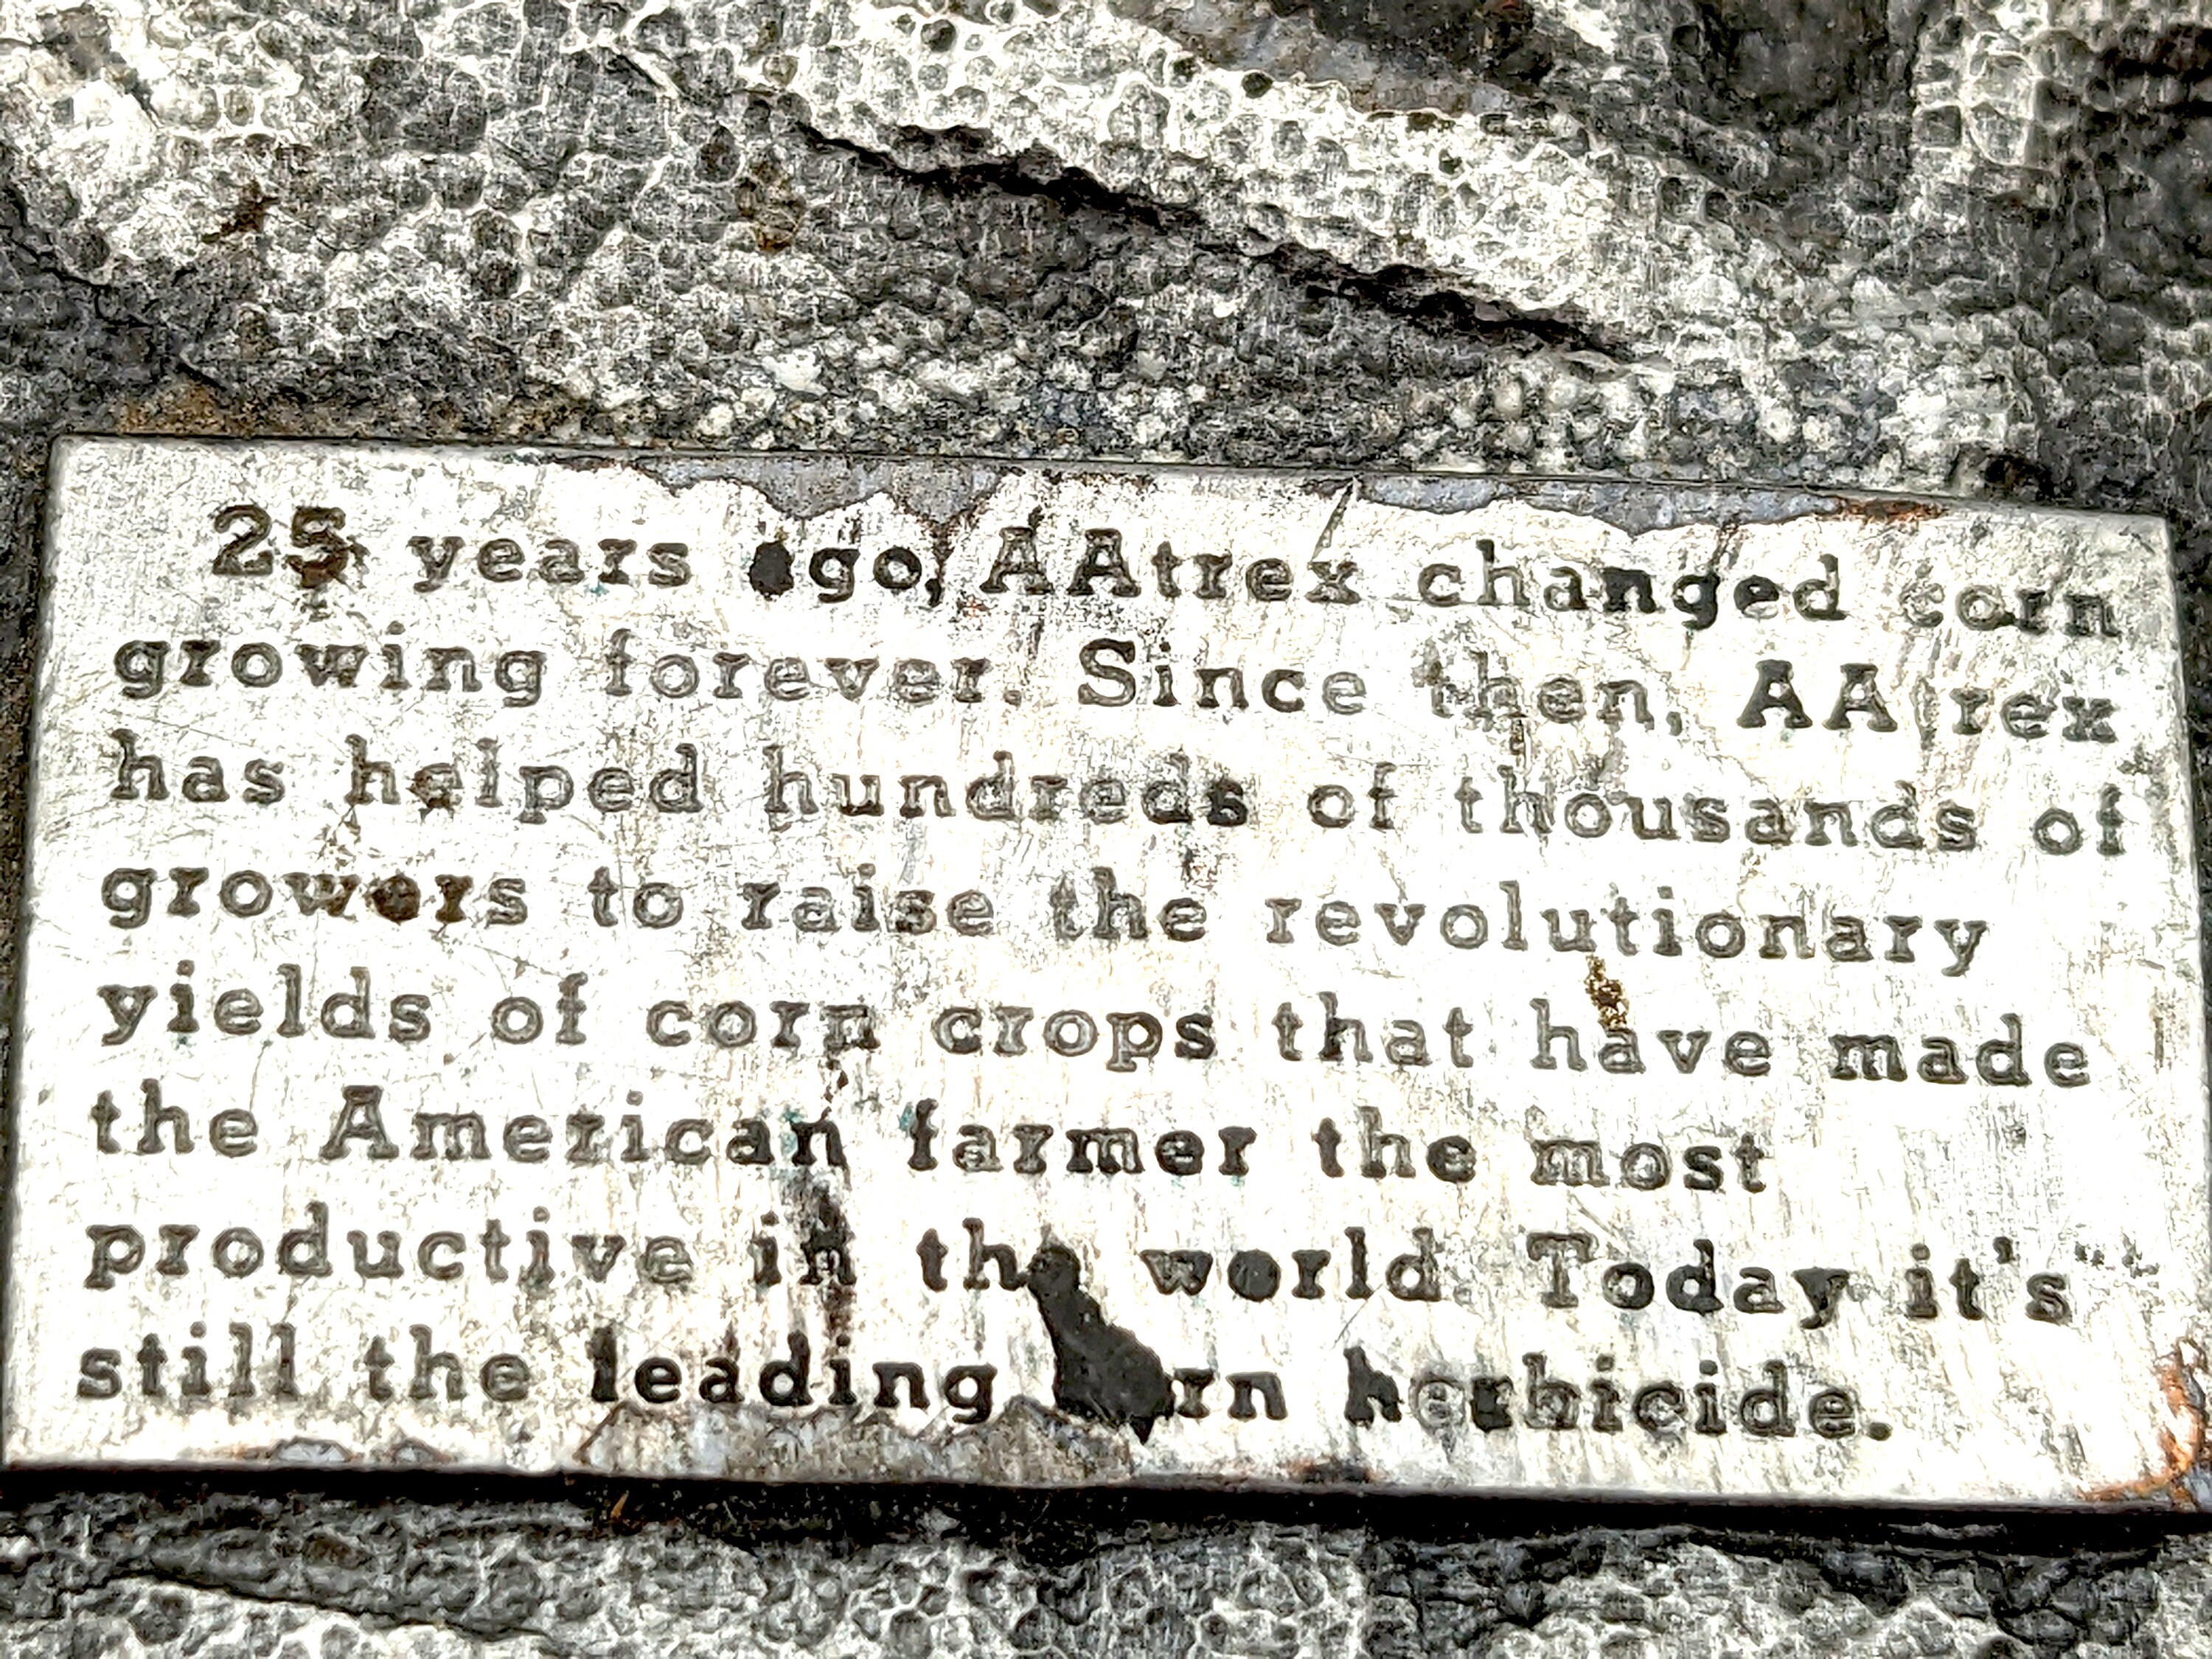 25 years ago, AAtrex changed corn
growing forever. Since then, AAtrex
has helped hundreds of thousands of
growers to raise the revolutionary
yields of corn crops that have made
the American farmer the most
productive in the world. Today it's
still the leading corn herbicide.